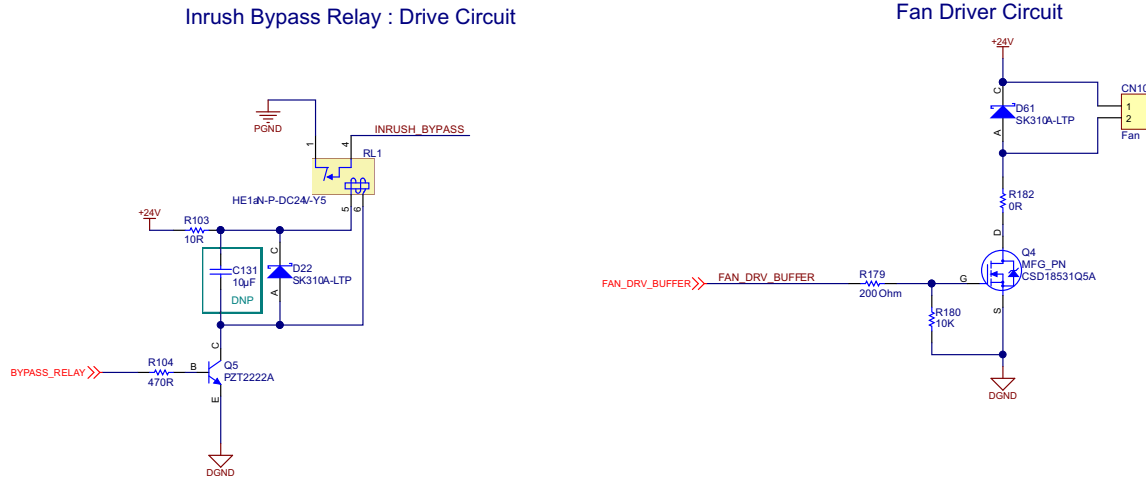 Inrush Bypass Relay : Drive Circuit
Fan Driver Circuit
PGND
1
4
INRUSH_BYPASS
RL1
HE1aN-P-DC24V-Y5
5
6
+24V
R103
10R
C131
10µF
DNP
C
D22
SK310A-LTP
A
BYPASS_RELAY
R104
470R
B
C
Q5
PZT2222A
E
DGND
+24V
C
D61
SK310A-LTP
A
CN10
1
2
Fan
R182
0R
D
Q4
MFG_PN
CSD18531Q5A
G
S
FAN_DRV_BUFFER
FAN_DRV_BUFFER
R179
200 Ohm
R180
10K
DGND